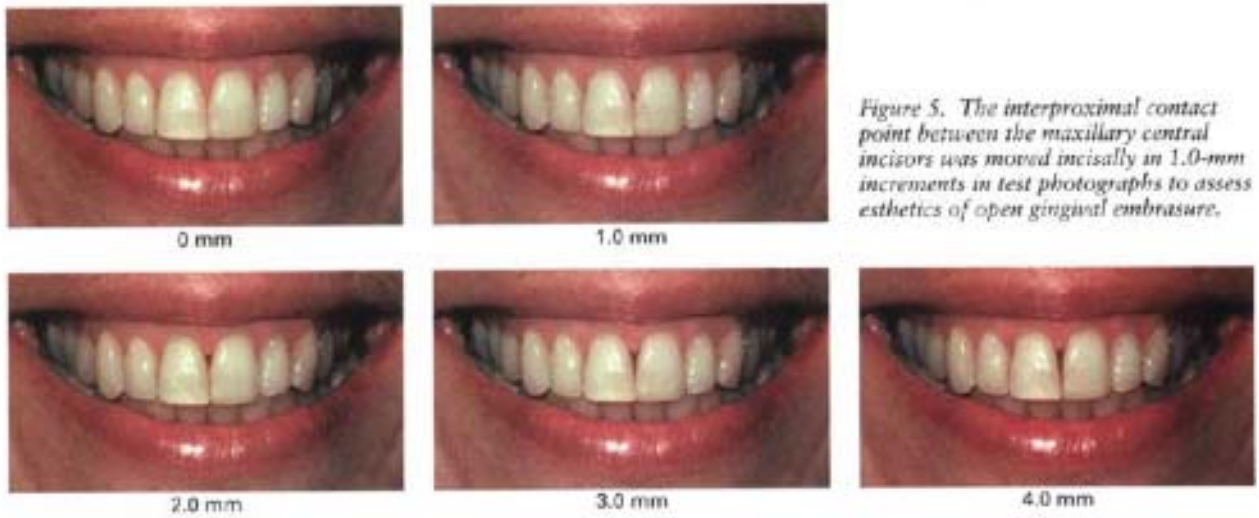 Figure 5. The interproximal contact
point between the maxillary central
incisors was moved incisally in 1.0-mm
increments in test photographs to assess
esthetics of open gingival embrasure.
0 mm
1.0 mm
2.0 mm
3.0 mm
4.0 mm